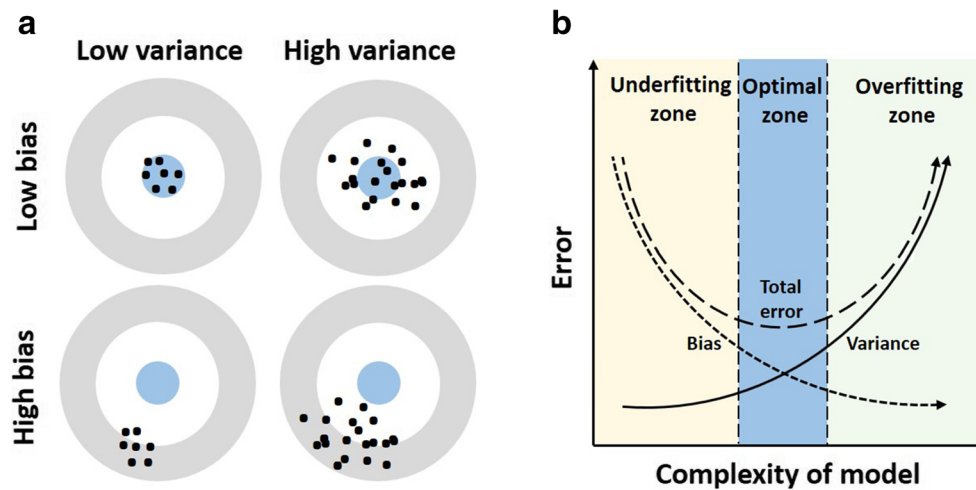 a
Low variance
High variance
Low bias
High bias
b
Underfitting
zone
Optimal
zone
Overfitting
zone
Total
error
Bias
Variance
Error
Complexity of model